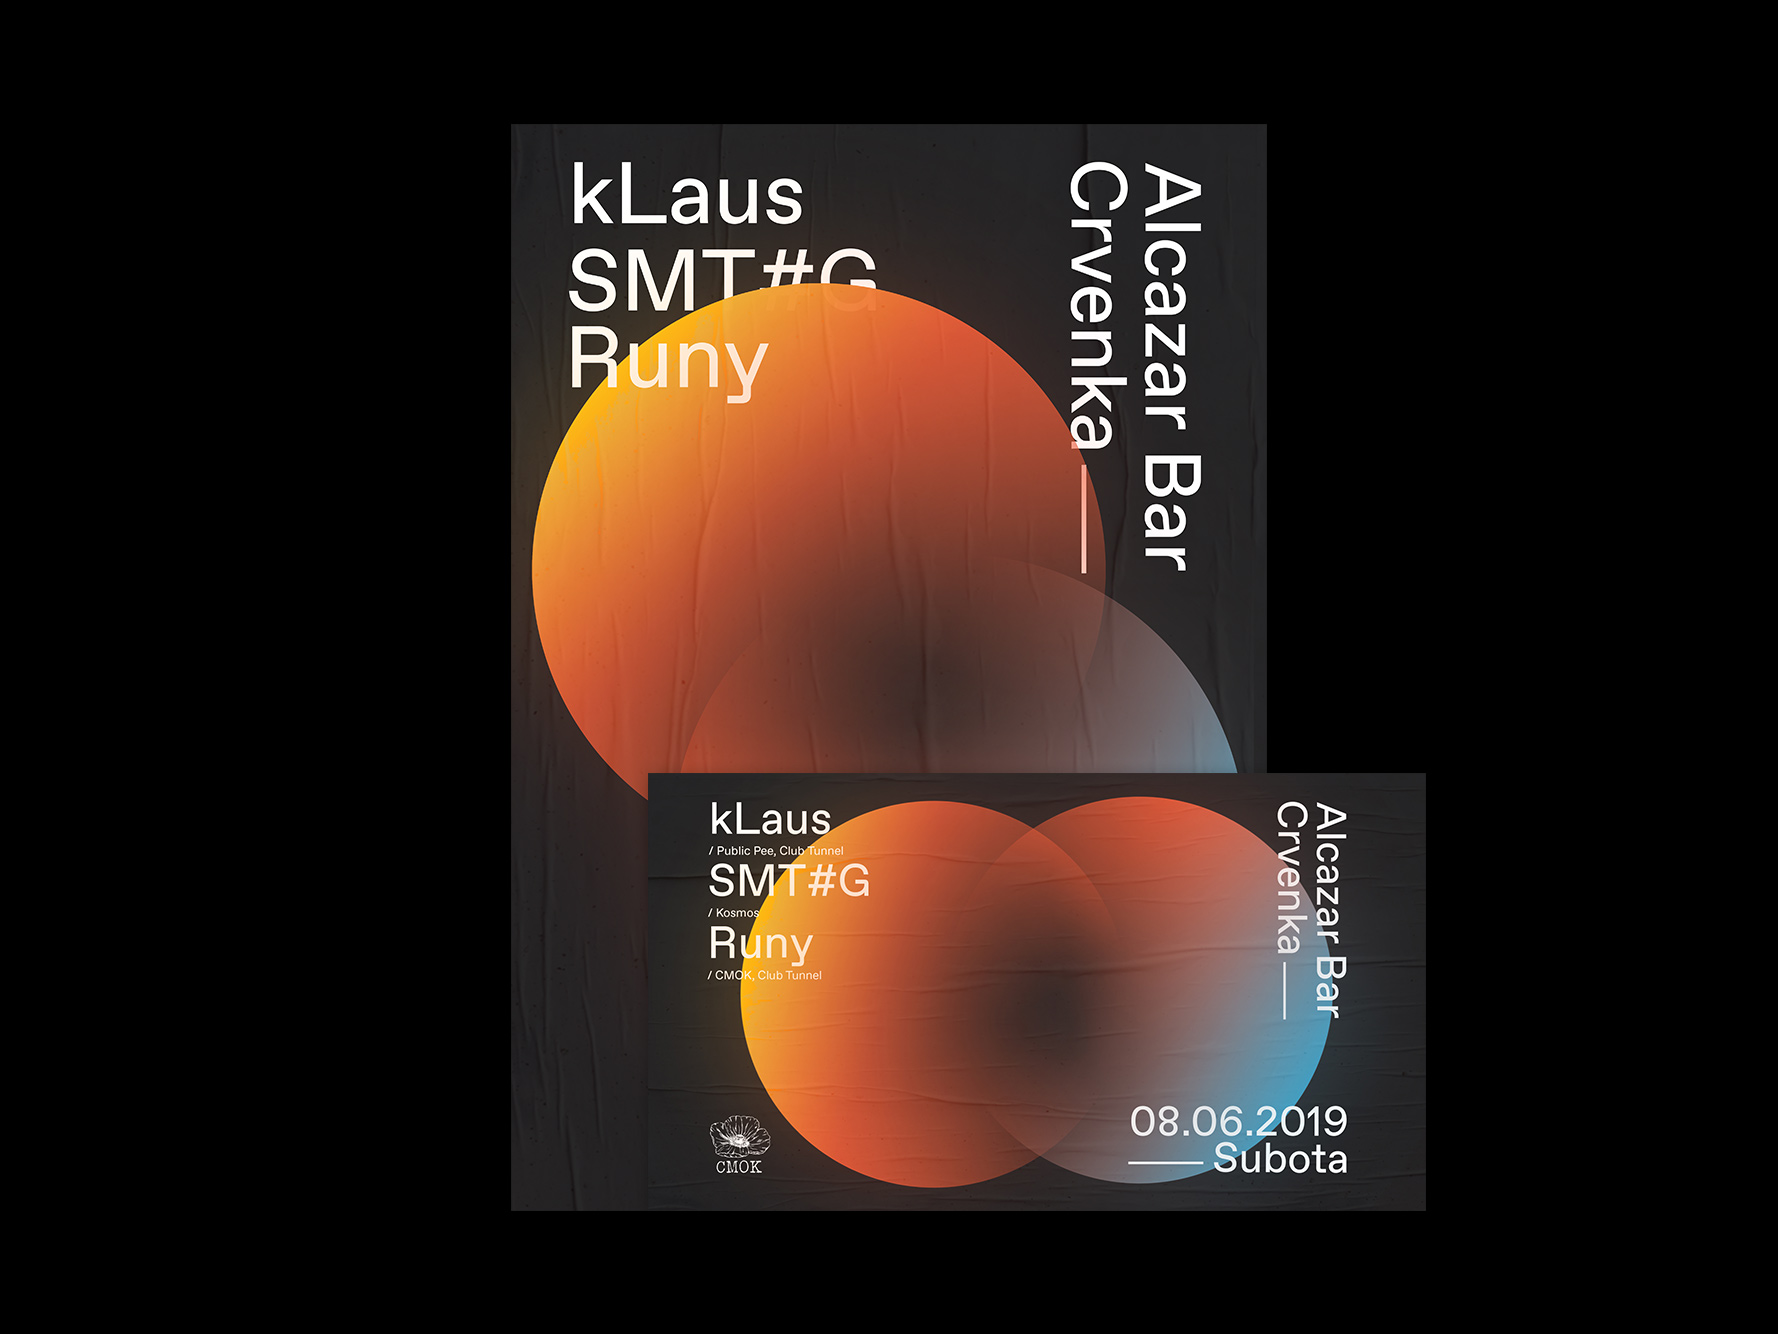 kLaus
SMT#G
Runy
Alcazar Bar
Crvenka
kLaus
/ Public Pee, Club Tunnel
SMT#G
/ Kosmos
Runy
/ CMOK, Club Tunnel
Alcazar Bar
Crvenka
CMOK
08.06.2019
Subota